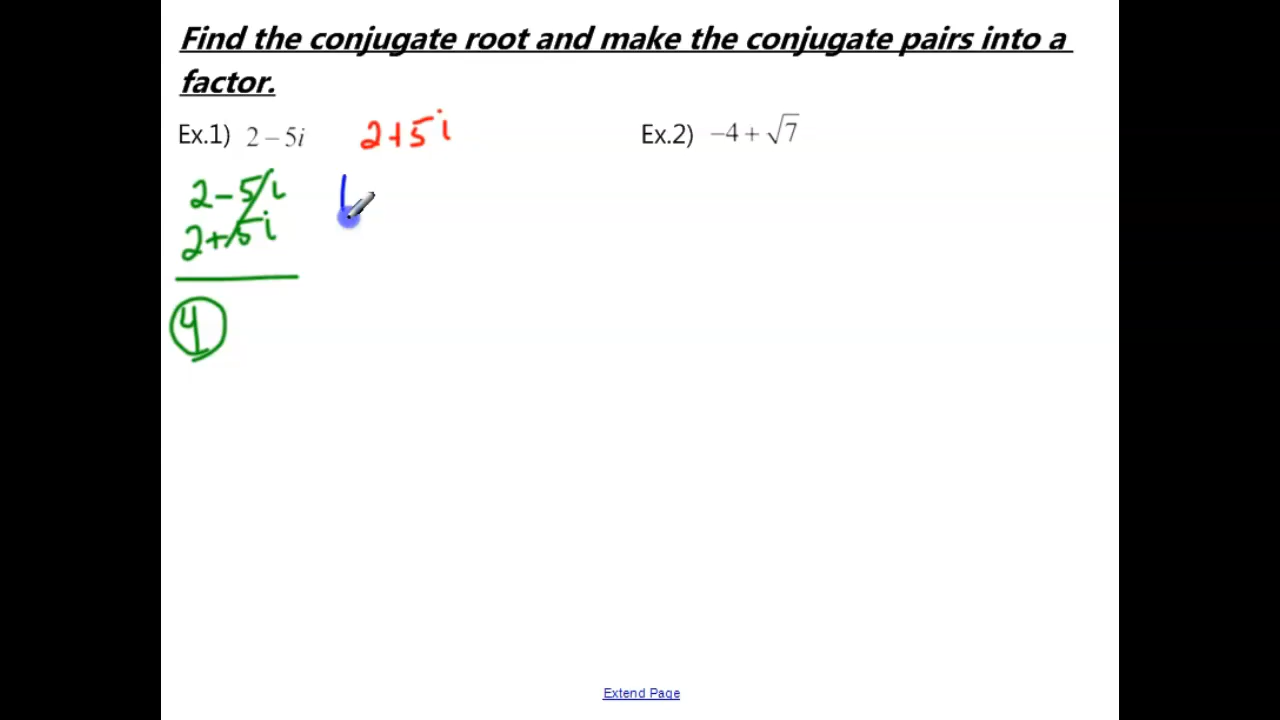 Find the conjugate root and make the conjugate pairs into a
factor.
Ex.1) 2 – 5i 2+5i Ex.2) –4 + √7
2-5i
2+5i
4
Extend Page